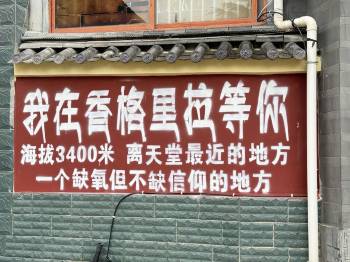 我在香格里拉等你
海拔3400米 离天堂最近的地方
一个缺氧但不缺信仰的地方